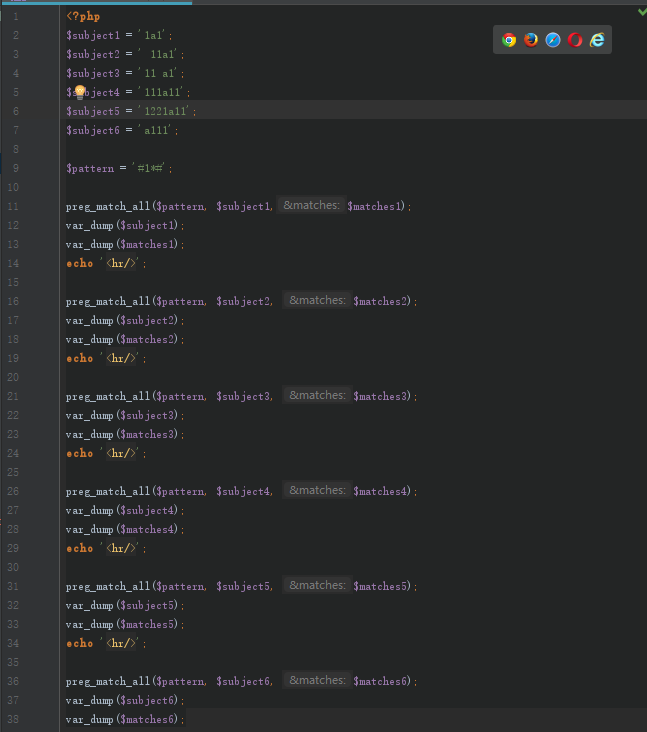 1 <?php
2 $subject1 = '1a1';
3 $subject2 = ' 11a1';
4 $subject3 = '11 a1';
5 $subject4 = '111a11';
6 $subject5 = '1221a11';
7 $subject6 = 'a111';
8
9 $pattern = '#1*#';
10
11 preg_match_all($pattern, $subject1, &matches: $matches1);
12 var_dump($subject1);
13 var_dump($matches1);
14 echo '<hr/>';
15
16 preg_match_all($pattern, $subject2, &matches: $matches2);
17 var_dump($subject2);
18 var_dump($matches2);
19 echo '<hr/>';
20
21 preg_match_all($pattern, $subject3, &matches: $matches3);
22 var_dump($subject3);
23 var_dump($matches3);
24 echo '<hr/>';
25
26 preg_match_all($pattern, $subject4, &matches: $matches4);
27 var_dump($subject4);
28 var_dump($matches4);
29 echo '<hr/>';
30
31 preg_match_all($pattern, $subject5, &matches: $matches5);
32 var_dump($subject5);
33 var_dump($matches5);
34 echo '<hr/>';
35
36 preg_match_all($pattern, $subject6, &matches: $matches6);
37 var_dump($subject6);
38 var_dump($matches6);